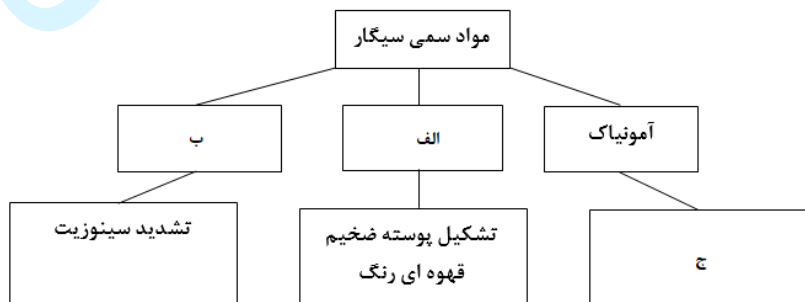 مواد سمی سیگار
آمونیاک
الف
ب
ج
تشکیل پوسته ضخیم
قهوه ای رنگ
تشدید سینوزیت